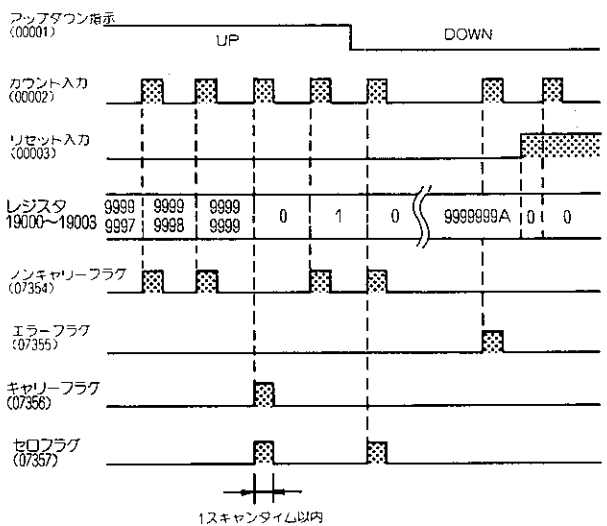 アップダウン指示
(00001)
UP
DOWN
カウント入力
(00002)
リセット入力
(00003)
レジスタ
19000～19003
9999
9997
9999
9998
9999
9999
0
1
0
9999999A
0
0
ノンキャリーフラグ
(07354)
エラーフラグ
(07355)
キャリーフラグ
(07356)
ゼロフラグ
(07357)
1スキャンタイム以内